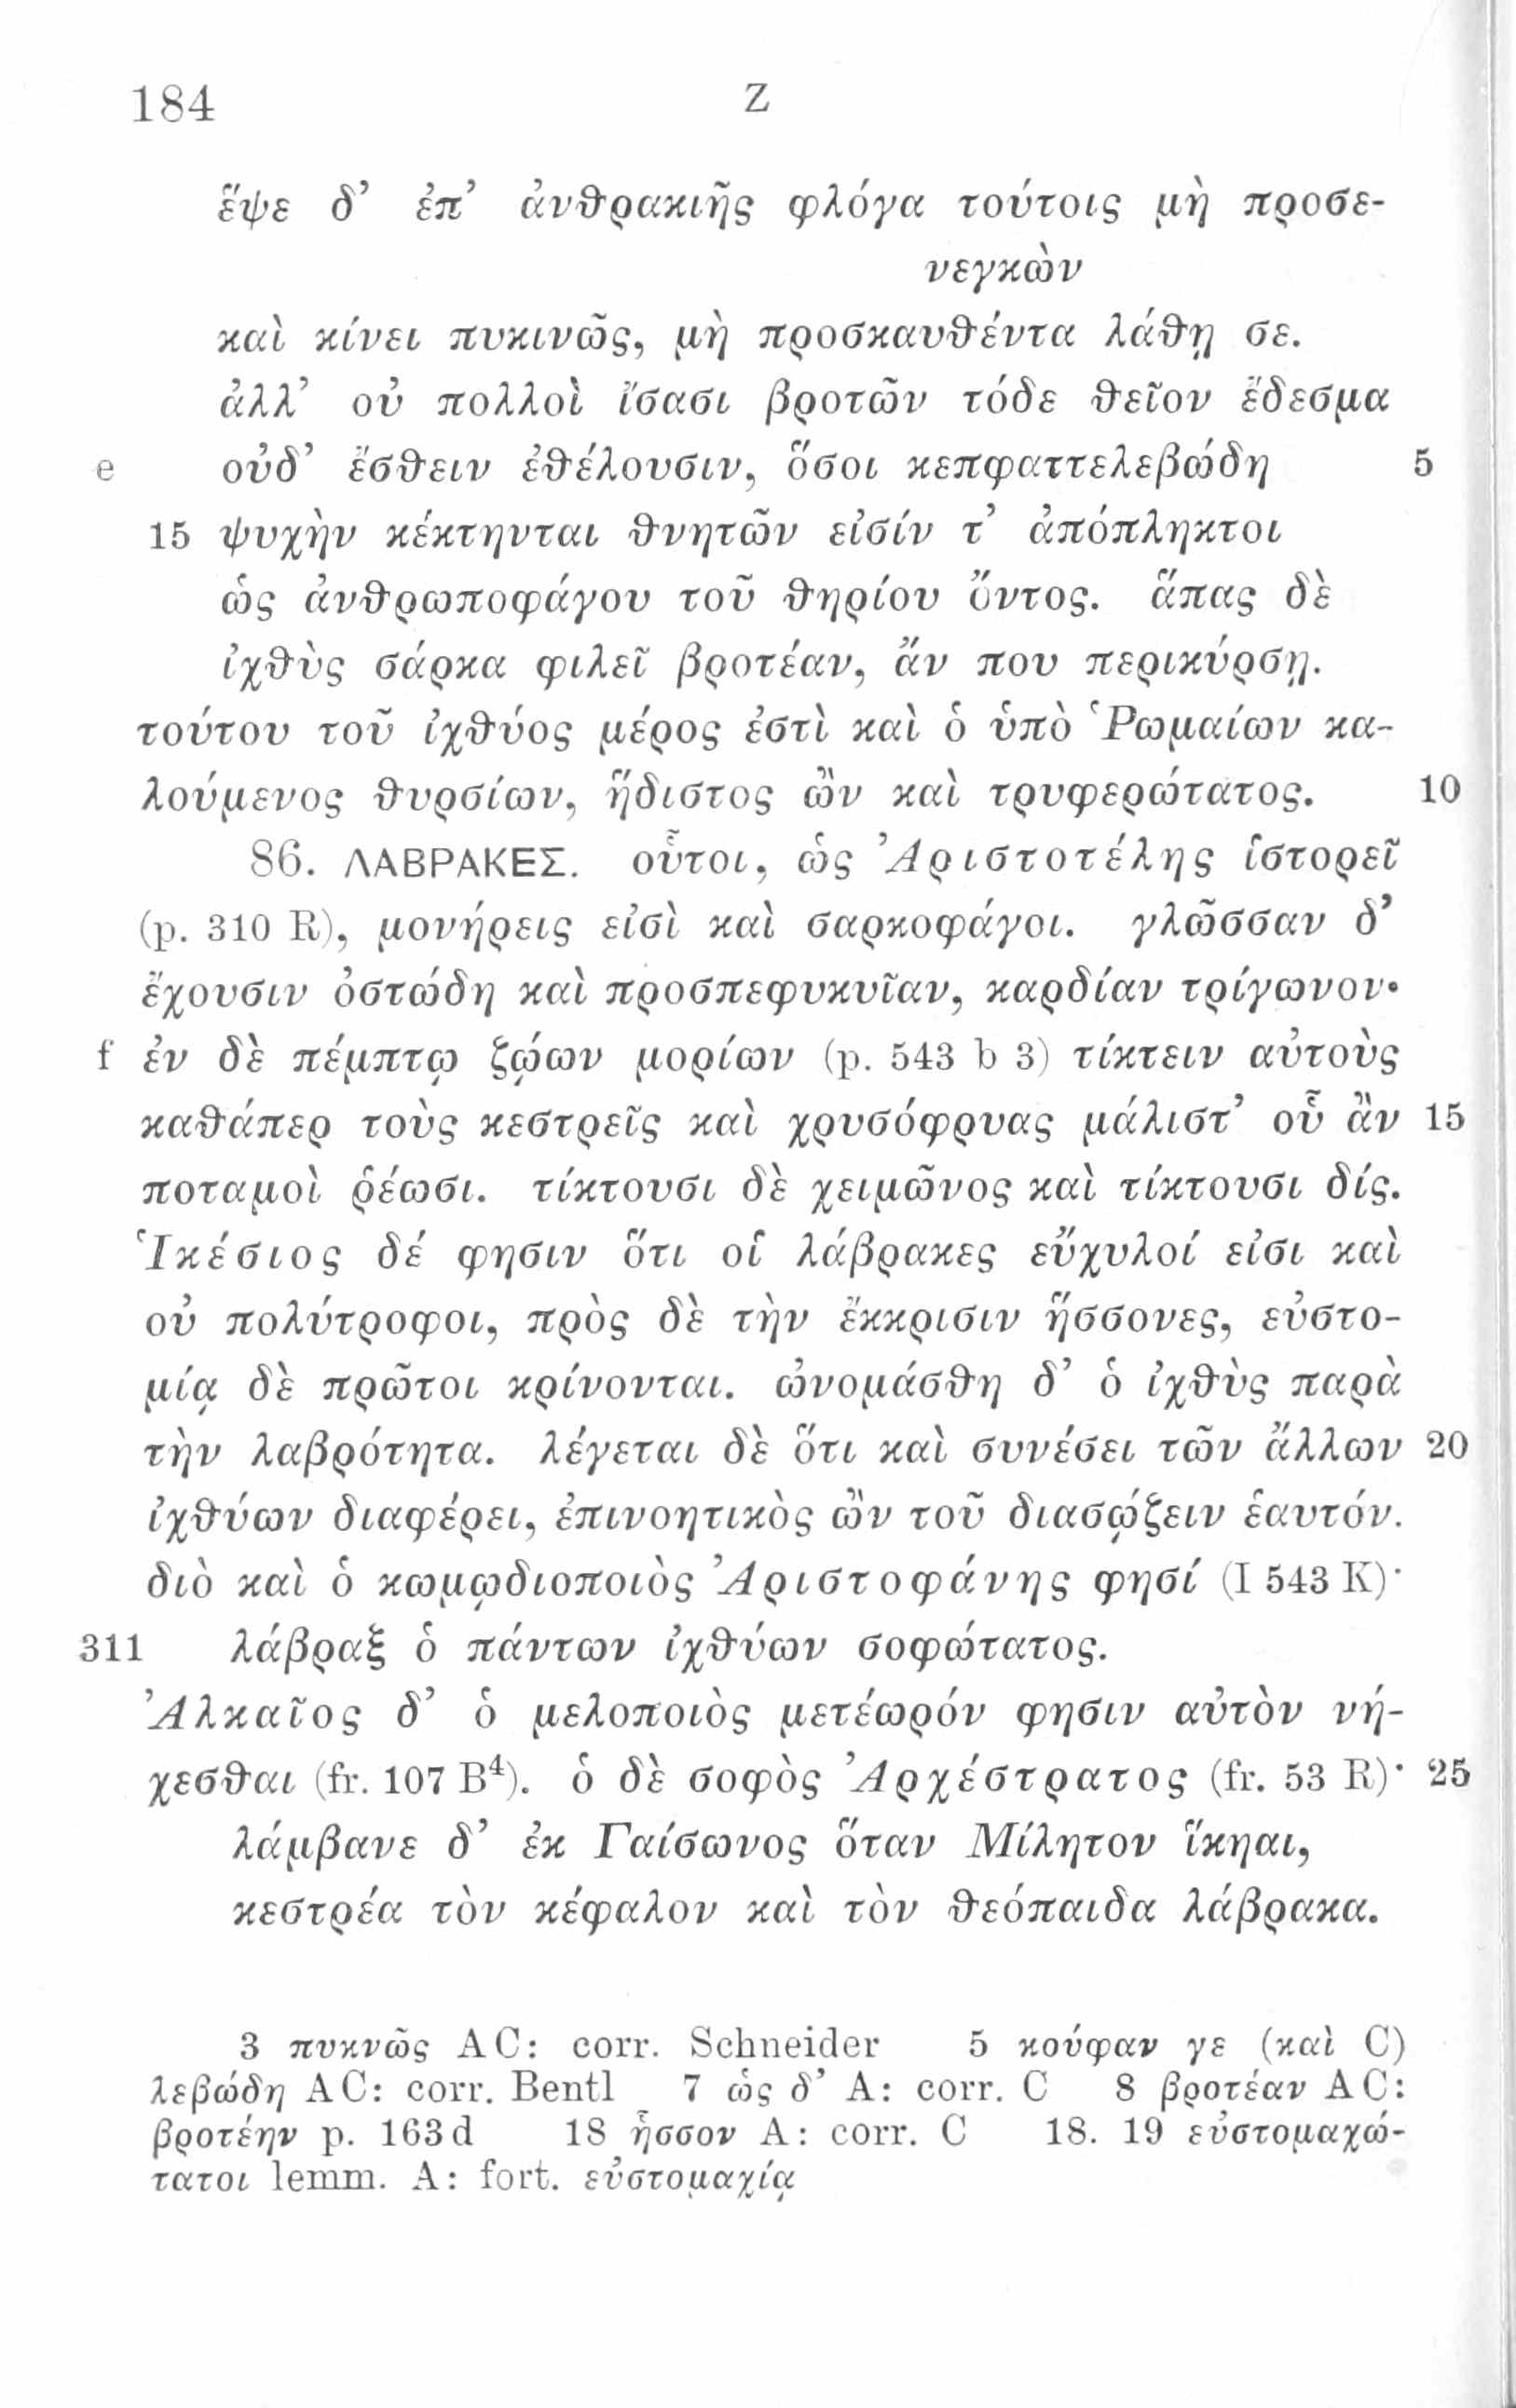 184 Z
ἕψε δ’ ἐπ’ ἀνθρακιῆς φλόγα τούτοις μὴ προσε-
νεγκὼν
καὶ κίνει πυκινῶς, μὴ προσκαυθέντα λάθῃ σε.
ἀλλ’ οὐ πολλοὶ ἴσασι βροτῶν τόδε θεῖον ἔδεσμα
e οὐδ’ ἔσθειν ἐθέλουσιν, ὅσοι κεπφαττελεβώδη 5
15 ψυχὴν κέκτηνται θνητῶν εἰσίν τ’ ἀπόπληκτοι
ὡς ἀνθρωποφάγου τοῦ θηρίου ὄντος. ἅπας δὲ
ἰχθὺς σάρκα φιλεῖ βροτέαν, ἄν που περικύρσῃ.
τούτου τοῦ ἰχθύος μέρος ἐστὶ καὶ ὁ ὑπὸ Ῥωμαίων κα-
λούμενος θυρσίων, ἥδιστος ὢν καὶ τρυφερώτατος. 10
86. ΛΑΒΡΑΚΕΣ. οὗτοι, ὡς Ἀριστοτέλης ἱστορεῖ
(p. 310 R), μονήρεις εἰσὶ καὶ σαρκοφάγοι. γλῶσσαν δ’
ἔχουσιν ὀστώδη καὶ προσπεφυκυῖαν, καρδίαν τρίγωνον·
f ἐν δὲ πέμπτῳ ζῴων μορίων (p. 543 b 3) τίκτειν αὐτοὺς
καθάπερ τοὺς κεστρεῖς καὶ χρυσόφρυας μάλιστ’ οὗ ἂν 15
ποταμοὶ ῥέωσι. τίκτουσι δὲ χειμῶνος καὶ τίκτουσι δίς.
Ἱκέσιος δέ φησιν ὅτι οἱ λάβρακες εὔχυλοί εἰσι καὶ
οὐ πολύτροφοι, πρὸς δὲ τὴν ἔκκρισιν ἥσσονες, εὐστο-
μίᾳ δὲ πρῶτοι κρίνονται. ὠνομάσθη δ’ ὁ ἰχθὺς παρὰ
τὴν λαβρότητα. λέγεται δὲ ὅτι καὶ συνέσει τῶν ἄλλων 20
ἰχθύων διαφέρει, ἐπινοητικὸς ὢν τοῦ διασῴζειν ἑαυτόν.
διὸ καὶ ὁ κωμῳδιοποιὸς Ἀριστοφάνης φησί (I 543 K)·
311 λάβραξ ὁ πάντων ἰχθύων σοφώτατος.
Ἀλκαῖος δ’ ὁ μελοποιὸς μετέωρόν φησιν αὐτὸν νή-
χεσθαι (fr. 107 B⁴). ὁ δὲ σοφὸς Ἀρχέστρατος (fr. 53 R)· 25
λάμβανε δ’ ἐκ Γαίσωνος ὅταν Μίλητον ἵκηαι,
κεστρέα τὸν κέφαλον καὶ τὸν θεόπαιδα λάβρακα.
3 πυκνῶς AC: corr. Schneider 5 κούφαν γε (καὶ C)
λεβώδη AC: corr. Bentl 7 ὡς δ’ A: corr. C 8 βροτέαν AC:
βροτέην p. 163d 18 ἧσσον A: corr. C 18. 19 εὐστομαχώ-
τατοι lemm. A: fort. εὐστομαχίᾳ